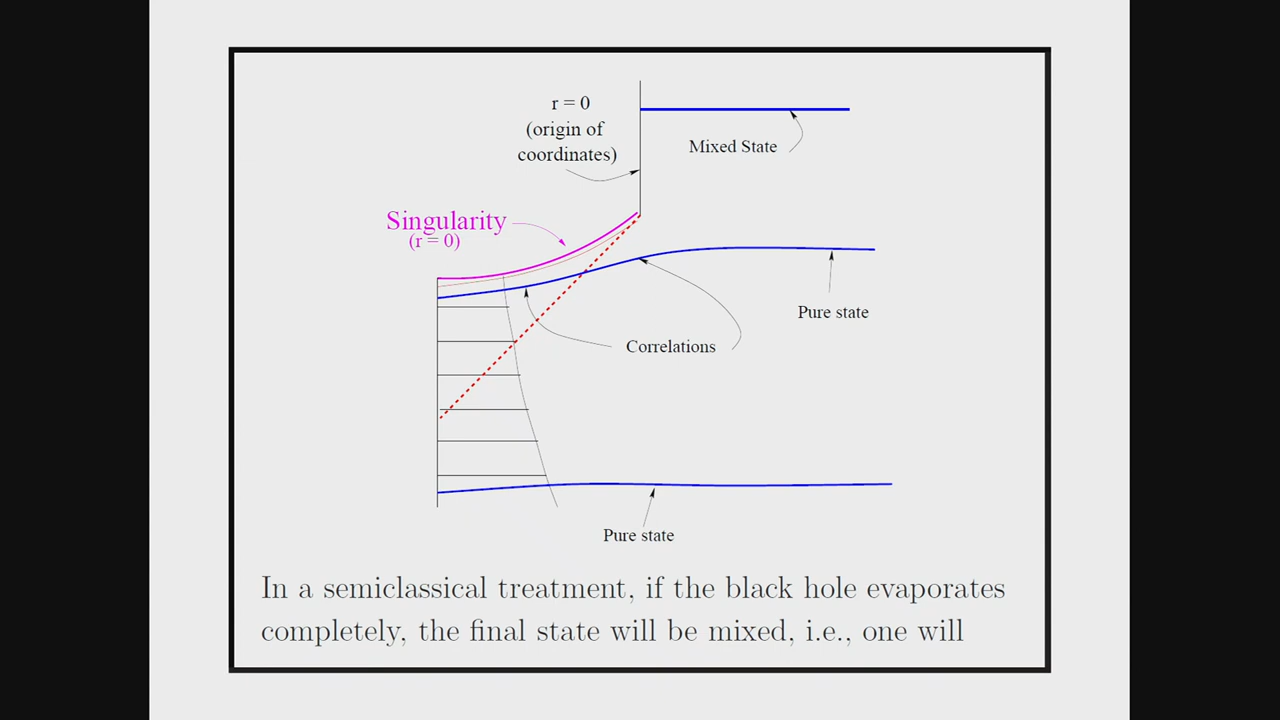 r = 0
(origin of
coordinates)
Mixed State
Singularity
(r = 0)
Pure state
Correlations
Pure state
In a semiclassical treatment, if the black hole evaporates
completely, the final state will be mixed, i.e., one will